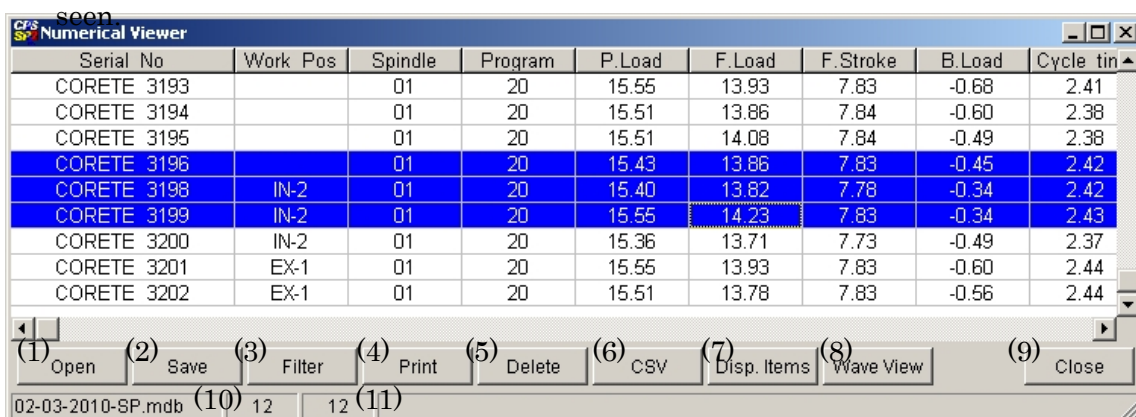 seen.
CPS SP Numerical Viewer
Serial No Work Pos Spindle Program P.Load F.Load F.Stroke B.Load Cycle tin
CORETE 3193 01 20 15.55 13.93 7.83 -0.68 2.41
CORETE 3194 01 20 15.51 13.86 7.84 -0.60 2.38
CORETE 3195 01 20 15.51 14.08 7.84 -0.49 2.38
CORETE 3196 01 20 15.43 13.86 7.83 -0.45 2.42
CORETE 3198 IN-2 01 20 15.40 13.82 7.78 -0.34 2.42
CORETE 3199 IN-2 01 20 15.55 14.23 7.83 -0.34 2.43
CORETE 3200 IN-2 01 20 15.36 13.71 7.73 -0.49 2.37
CORETE 3201 EX-1 01 20 15.55 13.93 7.83 -0.60 2.44
CORETE 3202 EX-1 01 20 15.51 13.78 7.83 -0.56 2.44
(1) (2) (3) (4) (5) (6) (7) (8) (9)
Open Save Filter Print Delete CSV Disp. Items Wave View Close
02-03-2010-SP.mdb (10) 12 12 (11)